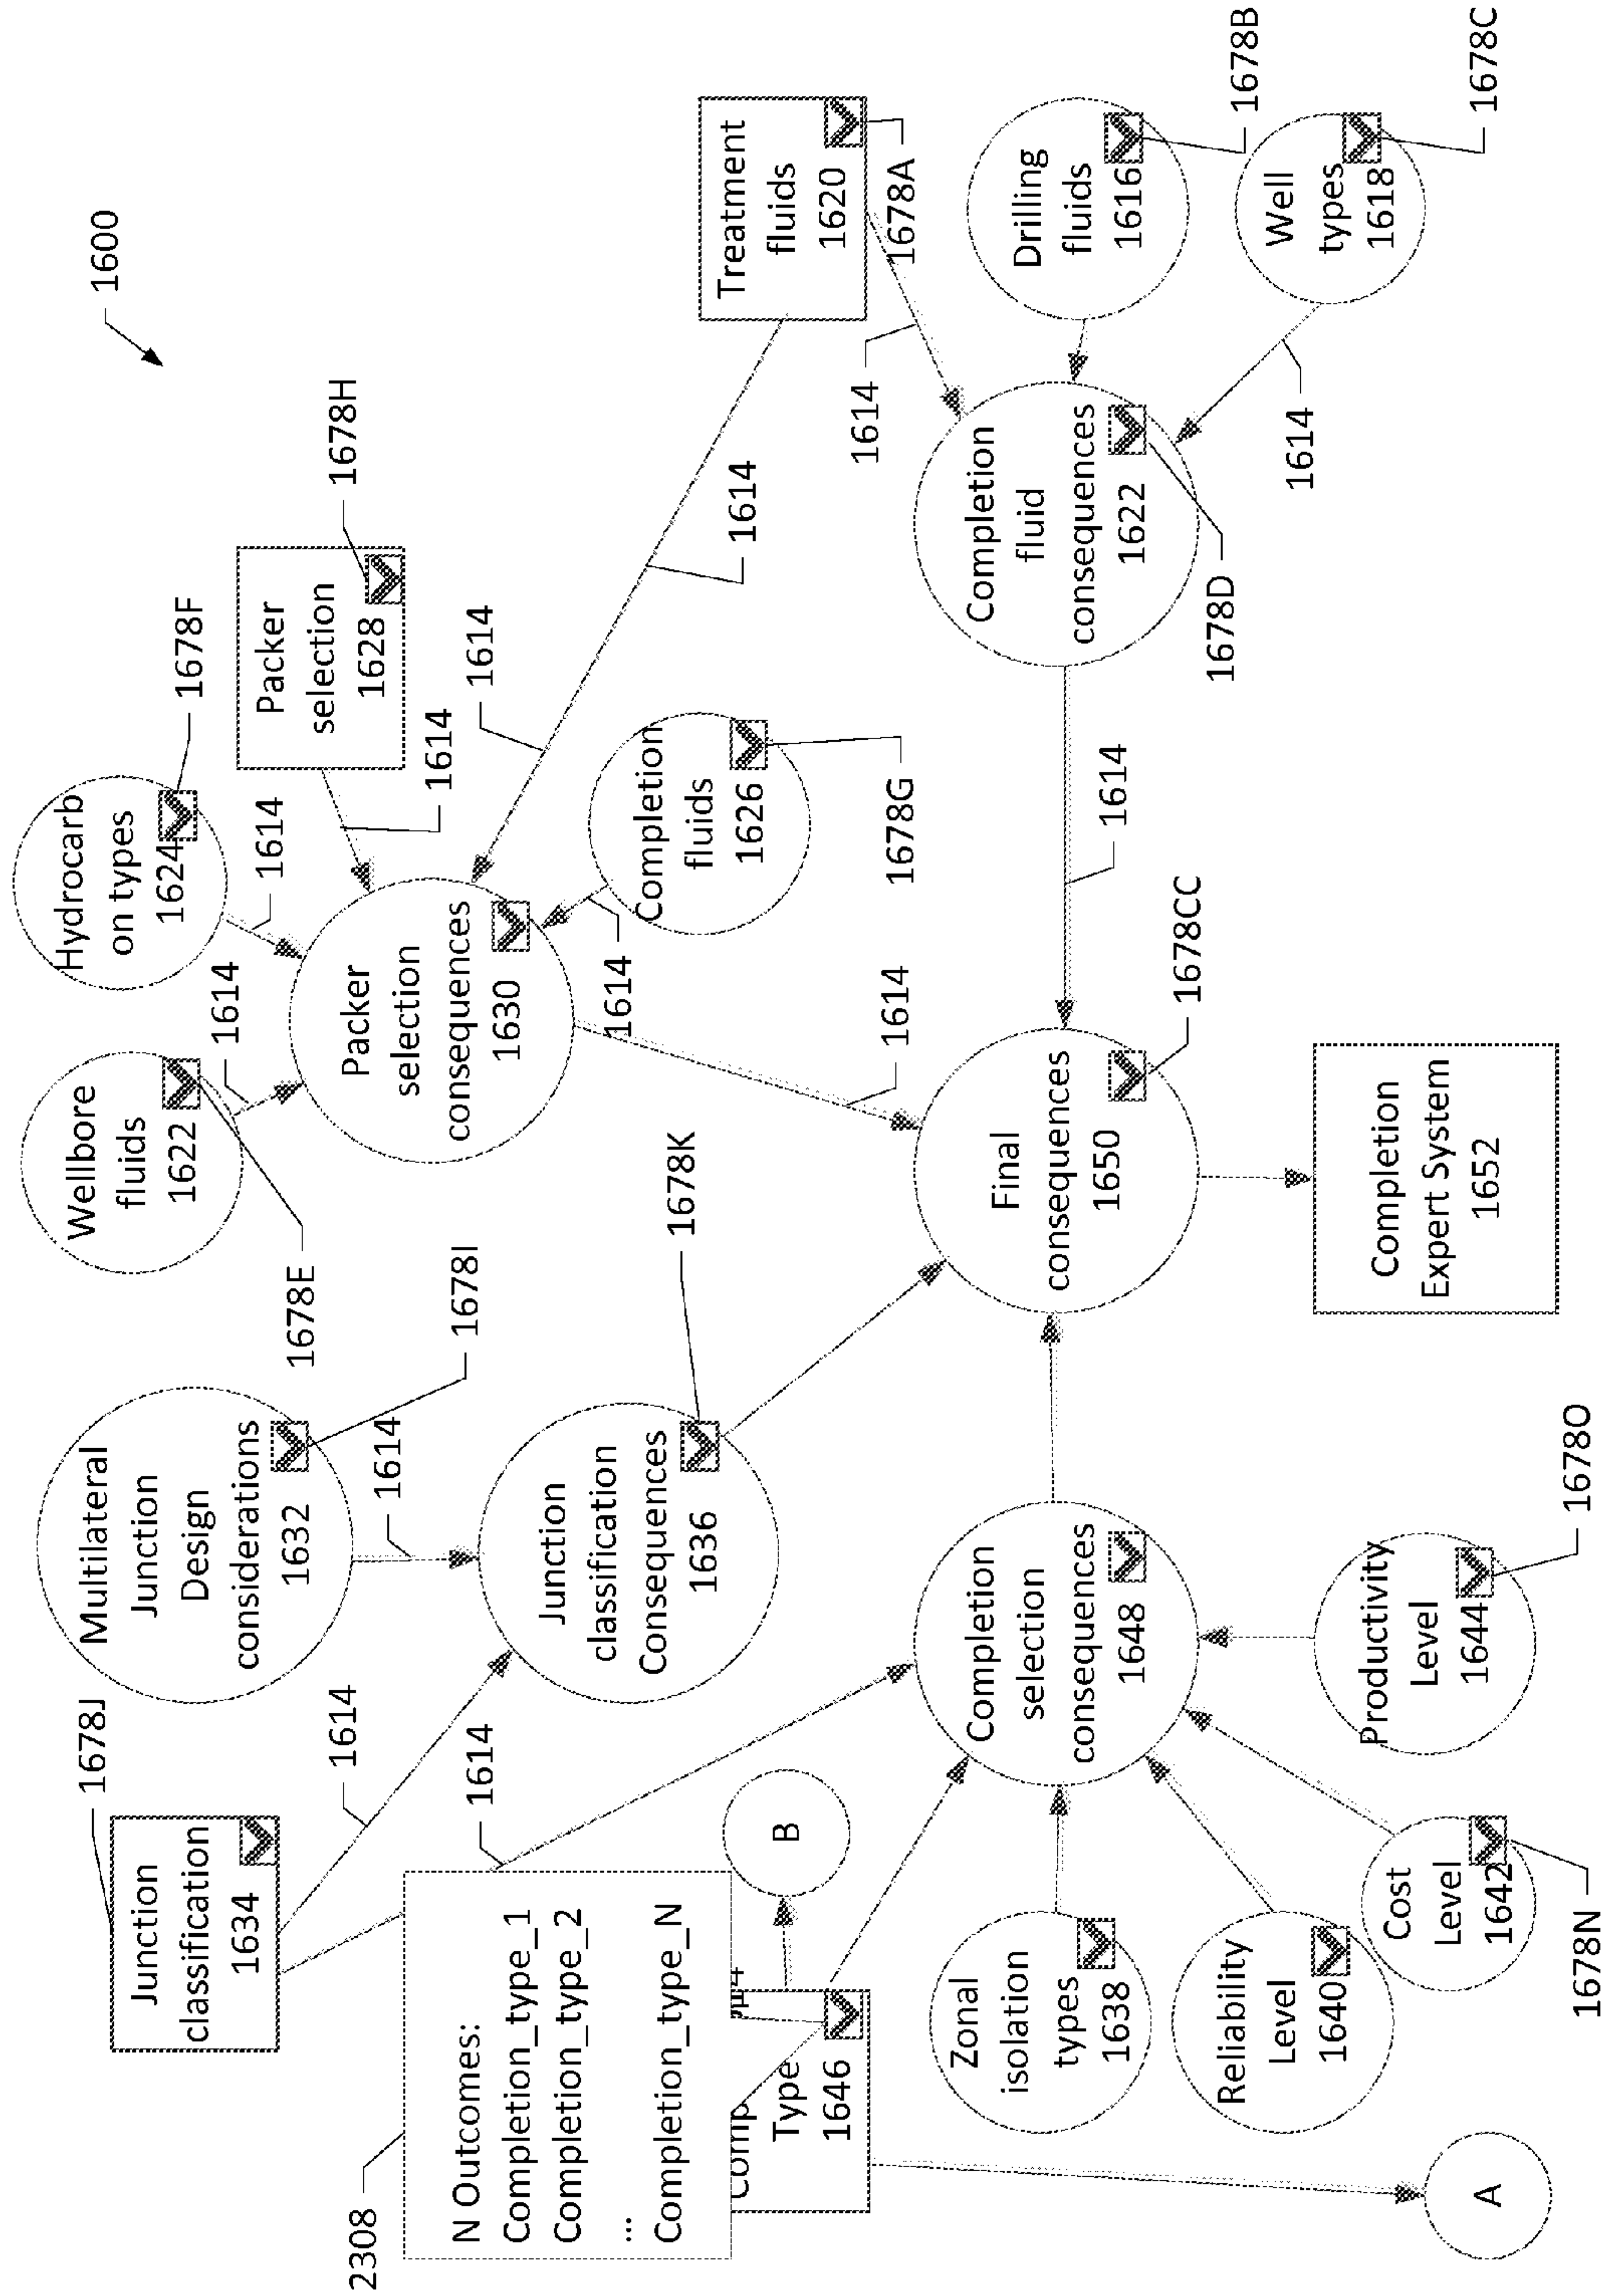 1600
1678H
Packer
selection
1628
1678F
Hydrocarb
on types
1624
1614
1614
1614
1614
Wellbore
fluids
1622
1614
1678E
Packer
selection
consequences
1630
Completion
fluids
1626
1678G
1614
1614
Treatment
fluids
1620
1678A
1614
Drilling
fluids
1616
1678B
Well
types
1618
1678C
1614
Completion
fluid
consequences
1622
1678D
1614
Multilateral
Junction
Design
considerations
1632
1678I
1614
1678J
Junction
classification
1634
1614
Junction
classification
Consequences
1636
1678K
1614
Final
consequences
1650
1678CC
Completion
Expert System
1652
2308
N Outcomes:
Completion_type_1
Completion_type_2
...
Completion_type_N
Comp
Type
1646
B
A
Completion
selection
consequences
1648
Zonal
isolation
types
1638
Reliability
Level
1640
Cost
Level
1642
1678N
Productivity
Level
1644
1678O